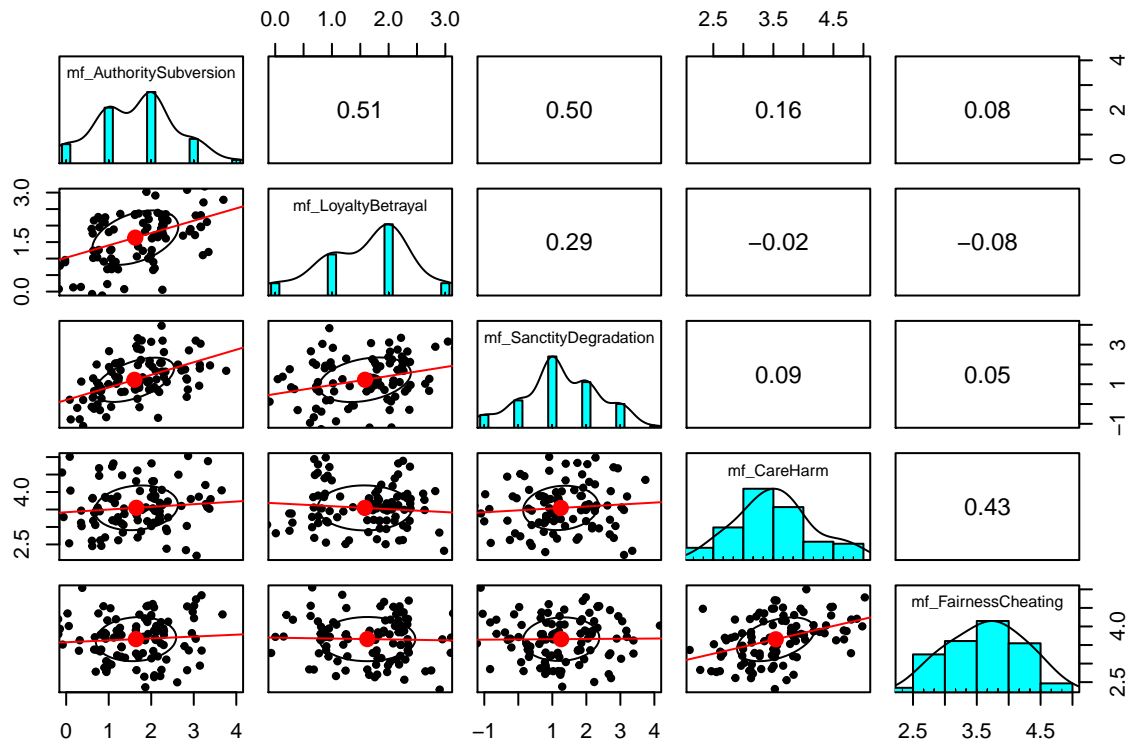 0.0 1.0 2.0 3.0 2.5 3.5 4.5
mf_AuthoritySubversion
0.51 0.50 0.16 0.08
0 2 4
0.0 1.5 3.0
mf_LoyaltyBetrayal
0.29 −0.02 −0.08
mf_SanctityDegradation
0.09 0.05
−1 1 3
2.5 4.0
mf_CareHarm
0.43
mf_FairnessCheating
2.5 4.0
0 1 2 3 4 −1 1 2 3 4 2.5 3.5 4.5